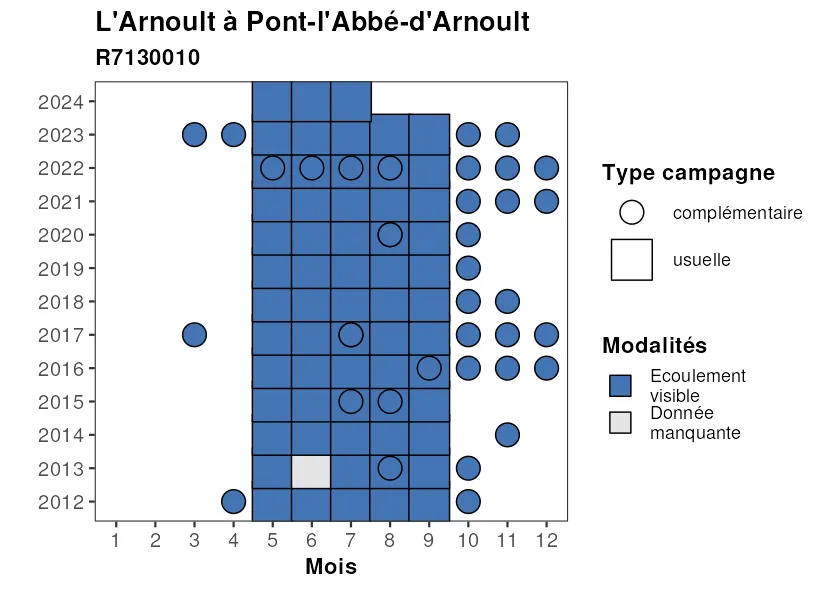 L'Arnoult à Pont-l'Abbé-d'Arnoult
R7130010
2024
2023
2022
2021
2020
2019
2018
2017
2016
2015
2014
2013
2012
1 2 3 4 5 6 7 8 9 10 11 12
Mois
Type campagne
complémentaire
usuelle
Modalités
Ecoulement
visible
Donnée
manquante